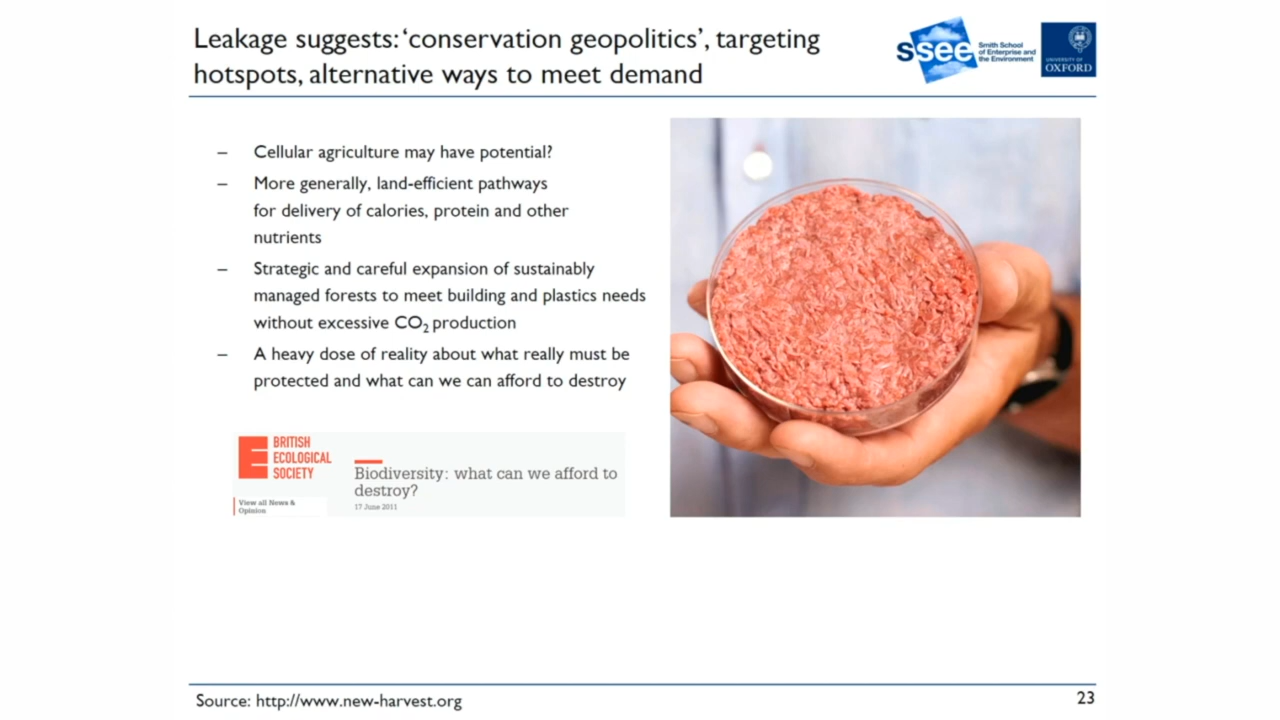 Leakage suggests: ‘conservation geopolitics’, targeting
hotspots, alternative ways to meet demand
ssee
Smith School
of Enterprise and
the Environment
UNIVERSITY OF
OXFORD
– Cellular agriculture may have potential?
– More generally, land-efficient pathways
for delivery of calories, protein and other
nutrients
– Strategic and careful expansion of sustainably
managed forests to meet building and plastics needs
without excessive CO2 production
– A heavy dose of reality about what really must be
protected and what can we can afford to destroy
BRITISH
ECOLOGICAL
SOCIETY
View all News &
Opinion
Biodiversity: what can we afford to
destroy?
17 June 2011
Source: http://www.new-harvest.org
23